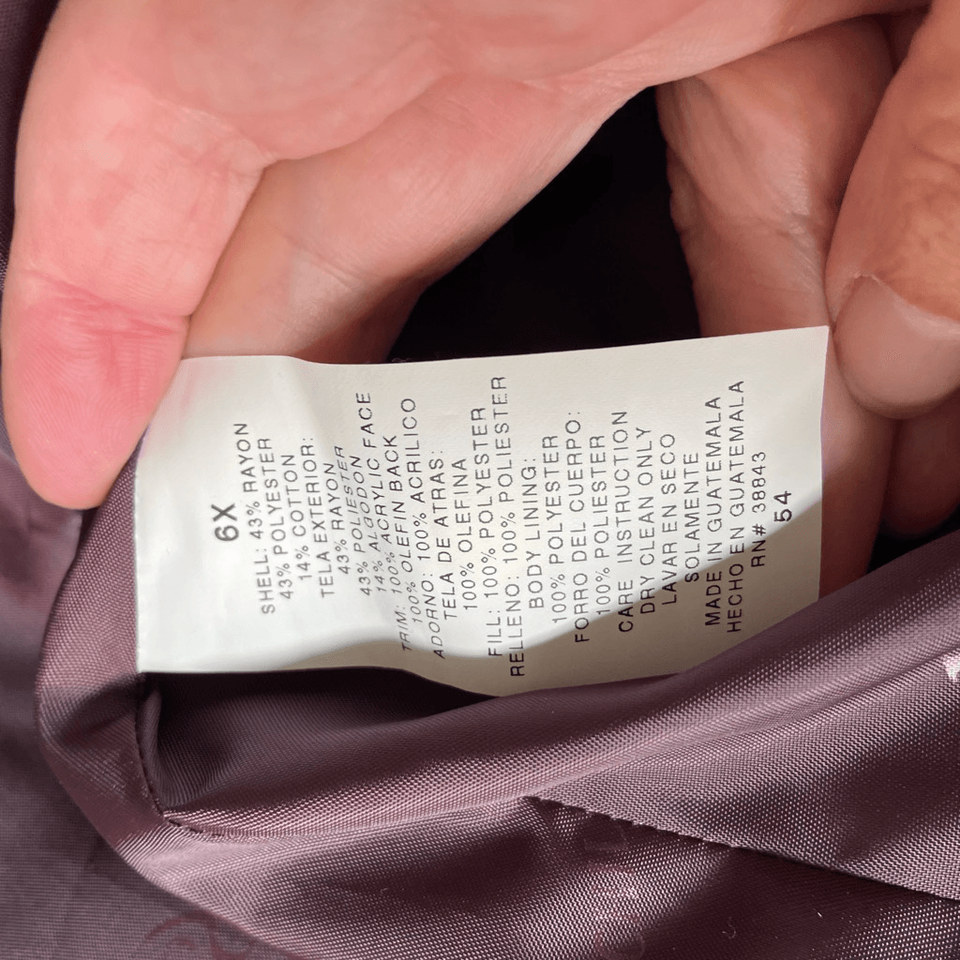 6X
SHELL: 43% RAYON
43% POLYESTER
14% COTTON
TELA EXTERIOR:
43% RAYON
43% POLIEDON
14% ALGODON
TRIM: 100% ACRYLIC FACE
100% OLEFIN BACK
ADORNO: 100% ACRILICO
TELA DE ATRAS:
100% OLEFINA
FILL: 100% POLYESTER
RELLENO: 100% POLIESTER
BODY LINING:
100% POLYESTER
FORRO DEL CUERPO:
100% POLIESTER
CARE INSTRUCTION
DRY CLEAN ONLY
LAVAR EN SECO
SOLAMENTE
MADE IN GUATEMALA
HECHO EN GUATEMALA
RN# 38843
54